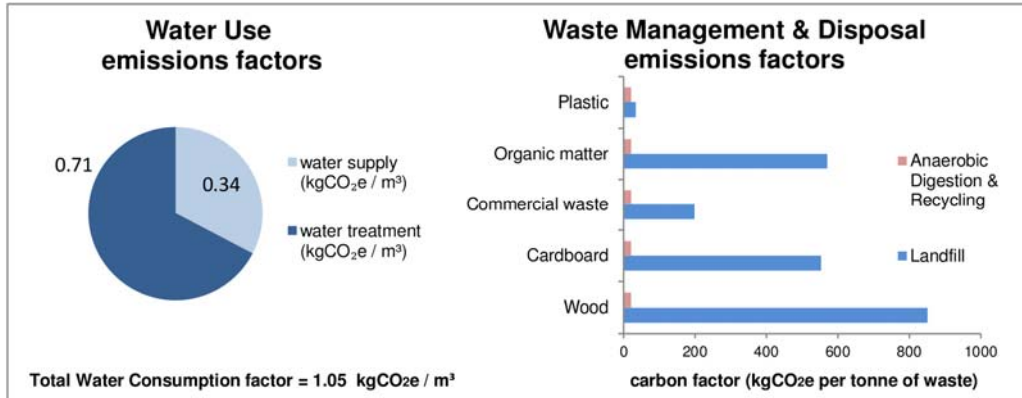 Water Use
emissions factors
0.71
0.34
water supply
(kgCO₂e / m³)
water treatment
(kgCO₂e / m³)
Total Water Consumption factor = 1.05 kgCO₂e / m³
Waste Management & Disposal
emissions factors
Plastic
Organic matter
Commercial waste
Cardboard
Wood
0 200 400 600 800 1000
carbon factor (kgCO₂e per tonne of waste)
Anaerobic
Digestion &
Recycling
Landfill